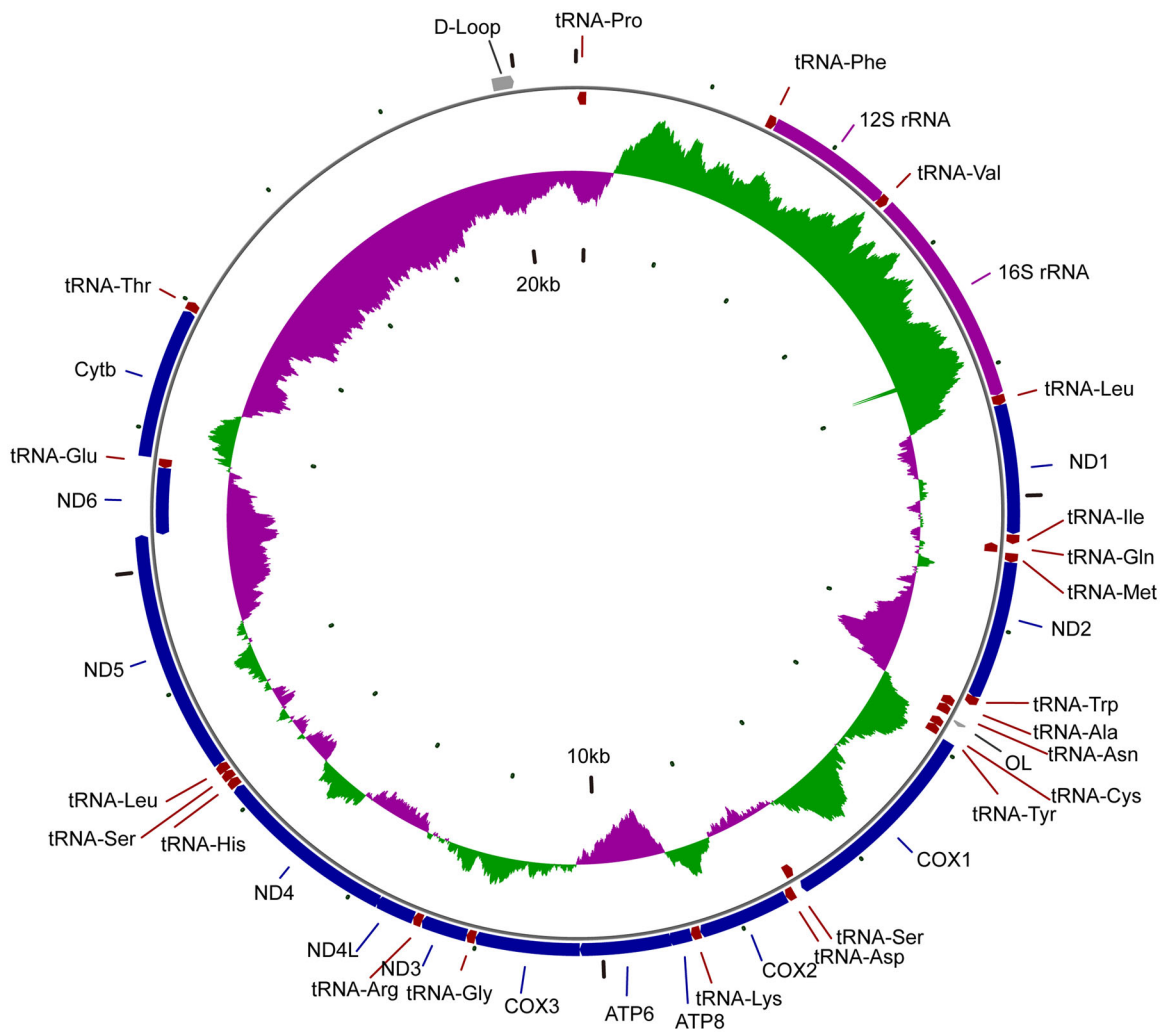 D-Loop
tRNA-Pro
tRNA-Phe
12S rRNA
tRNA-Val
16S rRNA
tRNA-Leu
ND1
tRNA-Ile
tRNA-Gln
tRNA-Met
ND2
tRNA-Trp
tRNA-Ala
tRNA-Asn
OL
tRNA-Cys
tRNA-Tyr
COX1
tRNA-Ser
tRNA-Asp
COX2
tRNA-Lys
ATP8
ATP6
COX3
tRNA-Gly
ND3
tRNA-Arg
ND4L
ND4
tRNA-His
tRNA-Ser
tRNA-Leu
ND5
ND6
tRNA-Glu
Cytb
tRNA-Thr
20kb
10kb